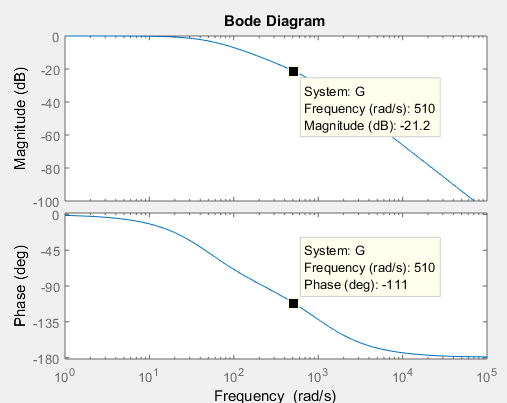 Bode Diagram
Magnitude (dB)
0
-20
-40
-60
-80
-100
System: G
Frequency (rad/s): 510
Magnitude (dB): -21.2
Phase (deg)
0
-45
-90
-135
-180
System: G
Frequency (rad/s): 510
Phase (deg): -111
10^0 10^1 10^2 10^3 10^4 10^5
Frequency (rad/s)